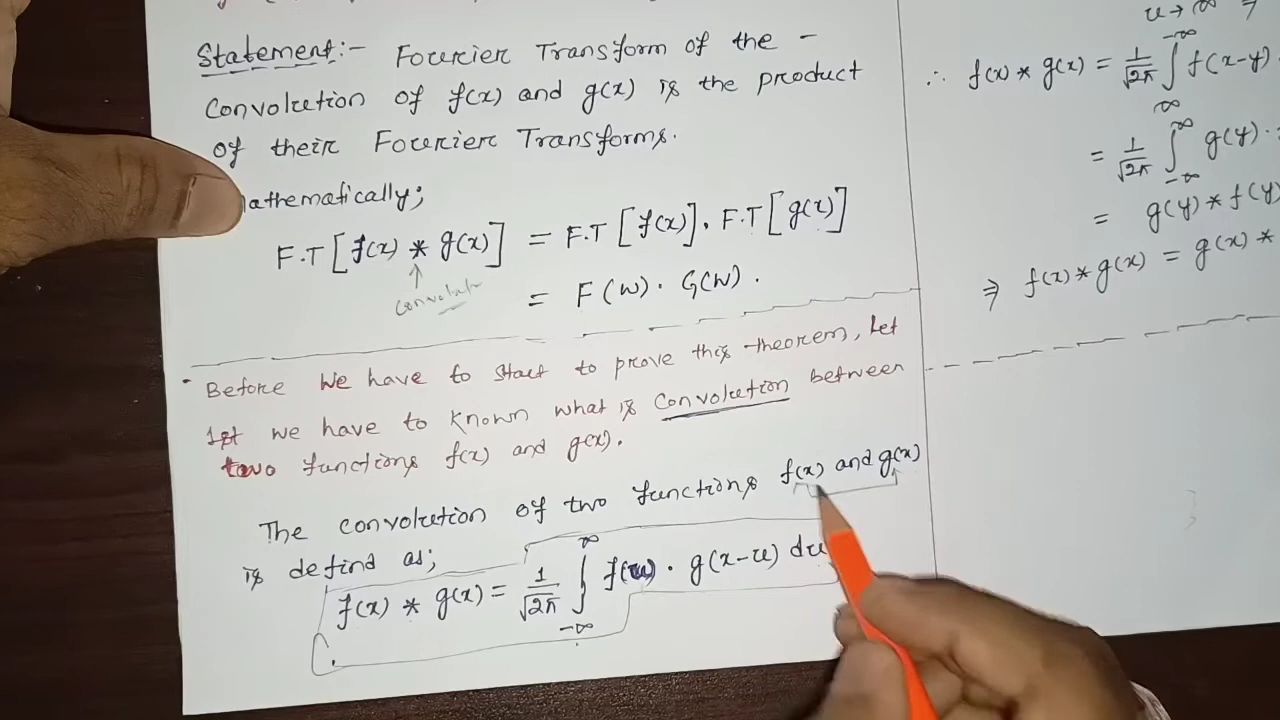 Statement:- Fourier Transform of the -
Convolution of f(x) and g(x) is the product
of their Fourier Transforms.
athematically;
F.T[f(x) * g(x)] = F.T[f(x)]. F.T[g(x)]
↑
= F(W). G(W).
• Before We have to start to prove this theorem, Let
1st we have to known what is Convolution between
two functions f(x) and g(x).
The convolution of two functions f(x) and g(x)
is defind as;
f(x) * g(x) = 1/√2π ∫_{-∞}^{∞} f(u) . g(x-u) du
u → ∞ ⇒
∴ f(x) * g(x) = 1/√2π ∫_{∞}^{-∞} f(x-y)
= 1/√2π ∫_{-∞}^{∞} g(y).
= g(y) * f(y)
⇒ f(x) * g(x) = g(x) *